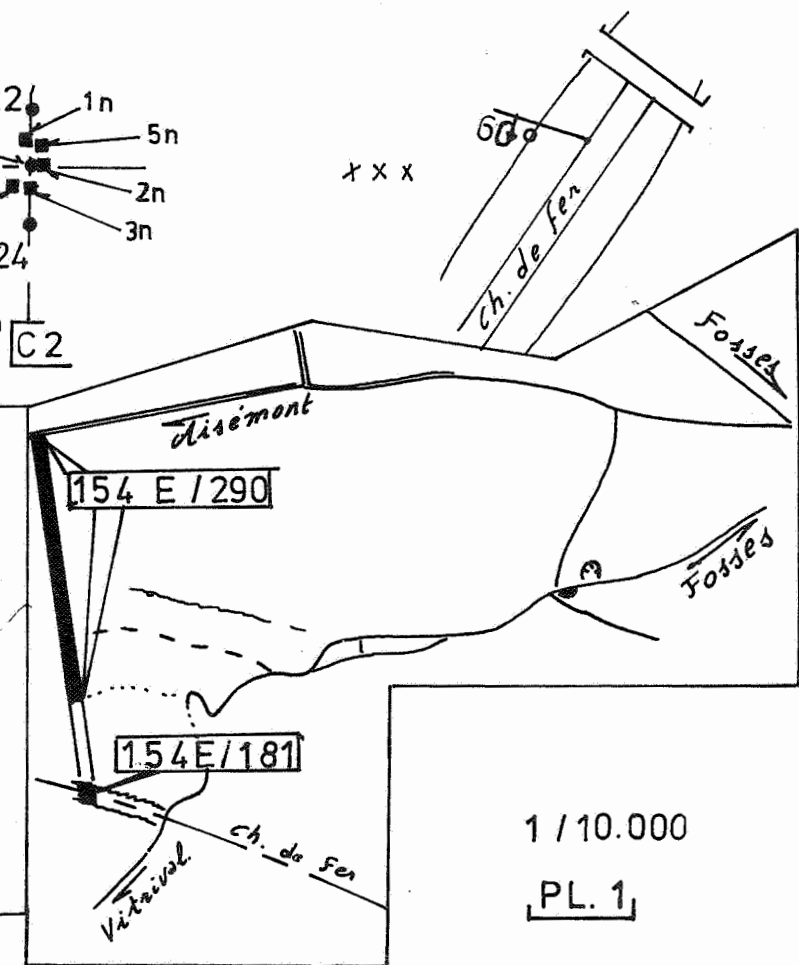 2
1n
5n
2n
3n
24
C2
x x x
60
Ch. de fer
Fosses
Aisémont
154 E / 290
Fosses
154E/181
Ch. de Fer
Vitrival.
1 / 10.000
PL. 1